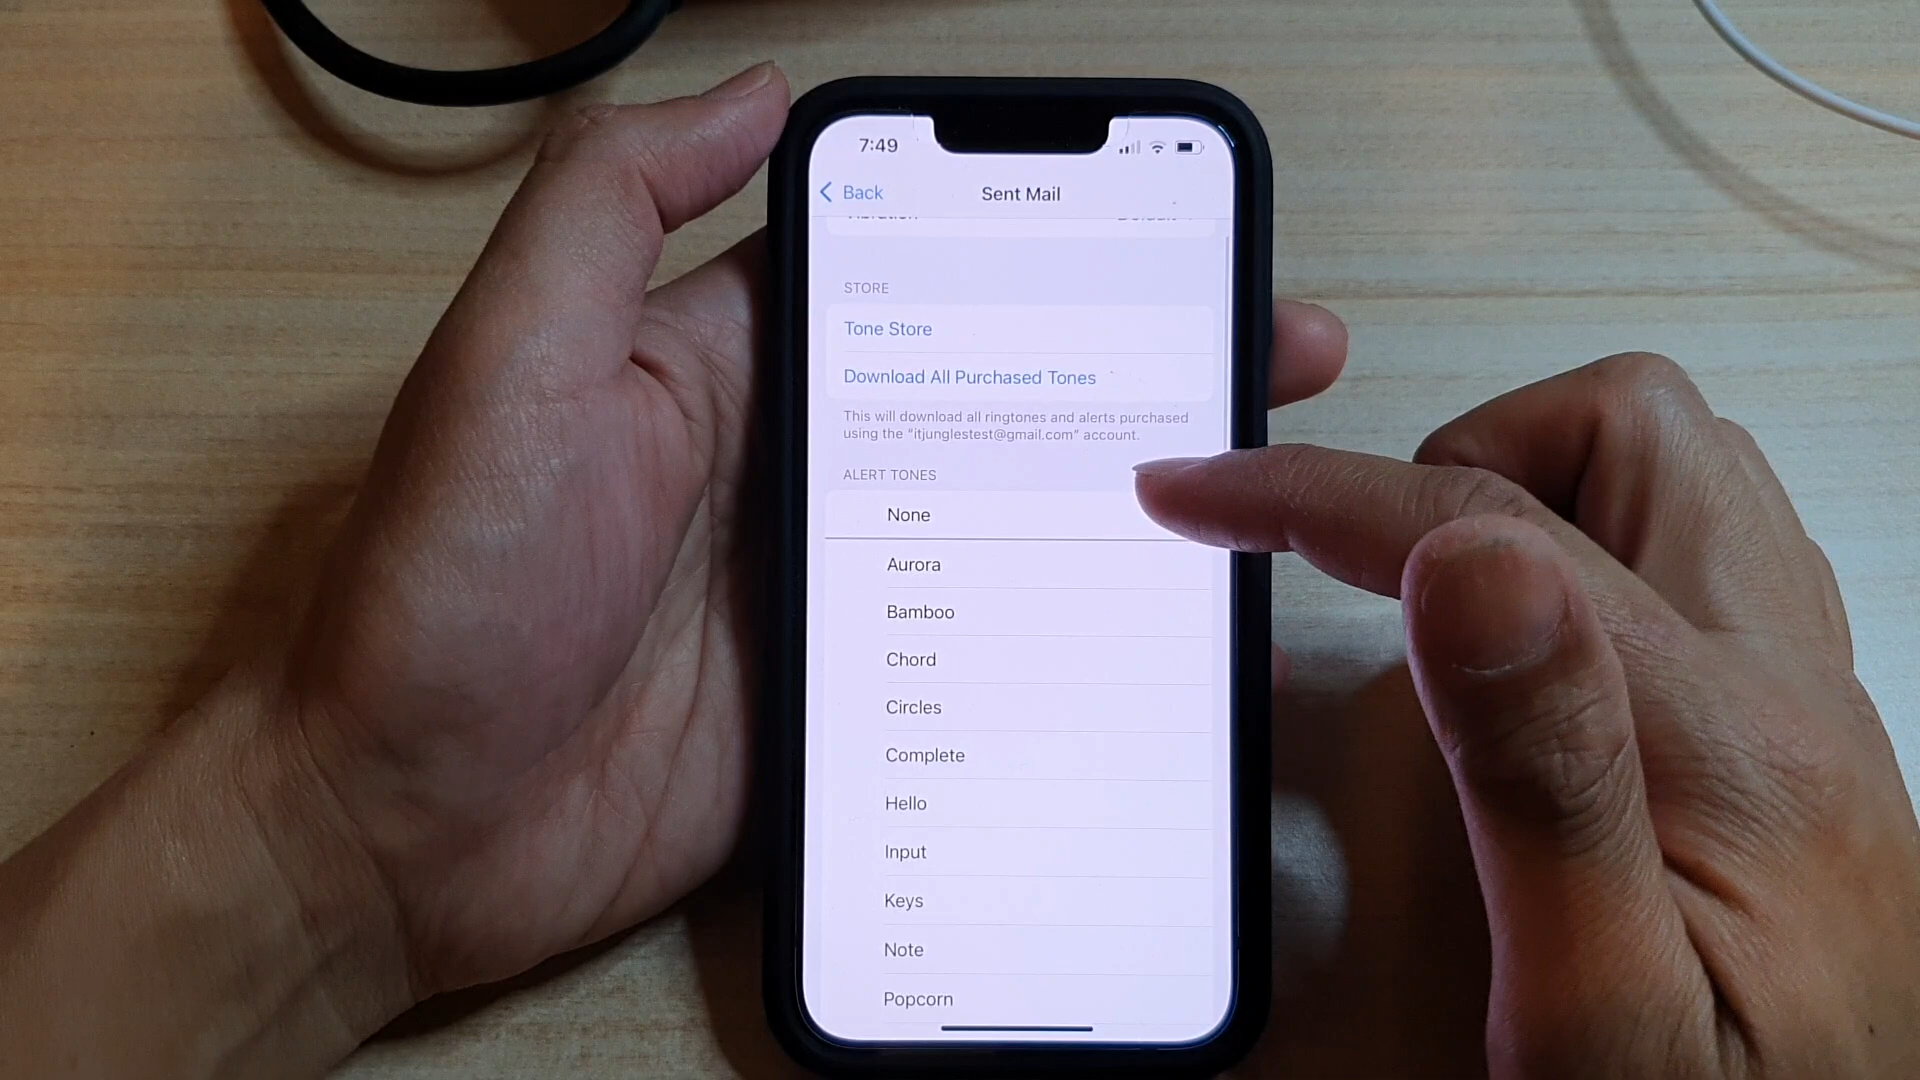 7:49
Back
Sent Mail
STORE
Tone Store
Download All Purchased Tones
This will download all ringtones and alerts purchased
using the “itjunglestest@gmail.com” account.
ALERT TONES
None
Aurora
Bamboo
Chord
Circles
Complete
Hello
Input
Keys
Note
Popcorn